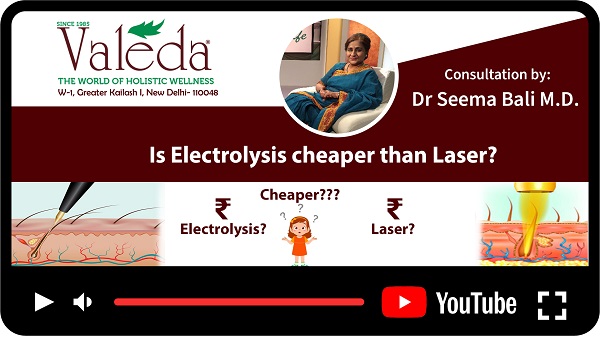 SINCE 1985
Valeda®
THE WORLD OF HOLISTIC WELLNESS
W-1, Greater Kailash I, New Delhi- 110048
Consultation by:
Dr Seema Bali M.D.
Is Electrolysis cheaper than Laser?
Cheaper???
₹
Electrolysis?
? ? ?
₹
Laser?
YouTube